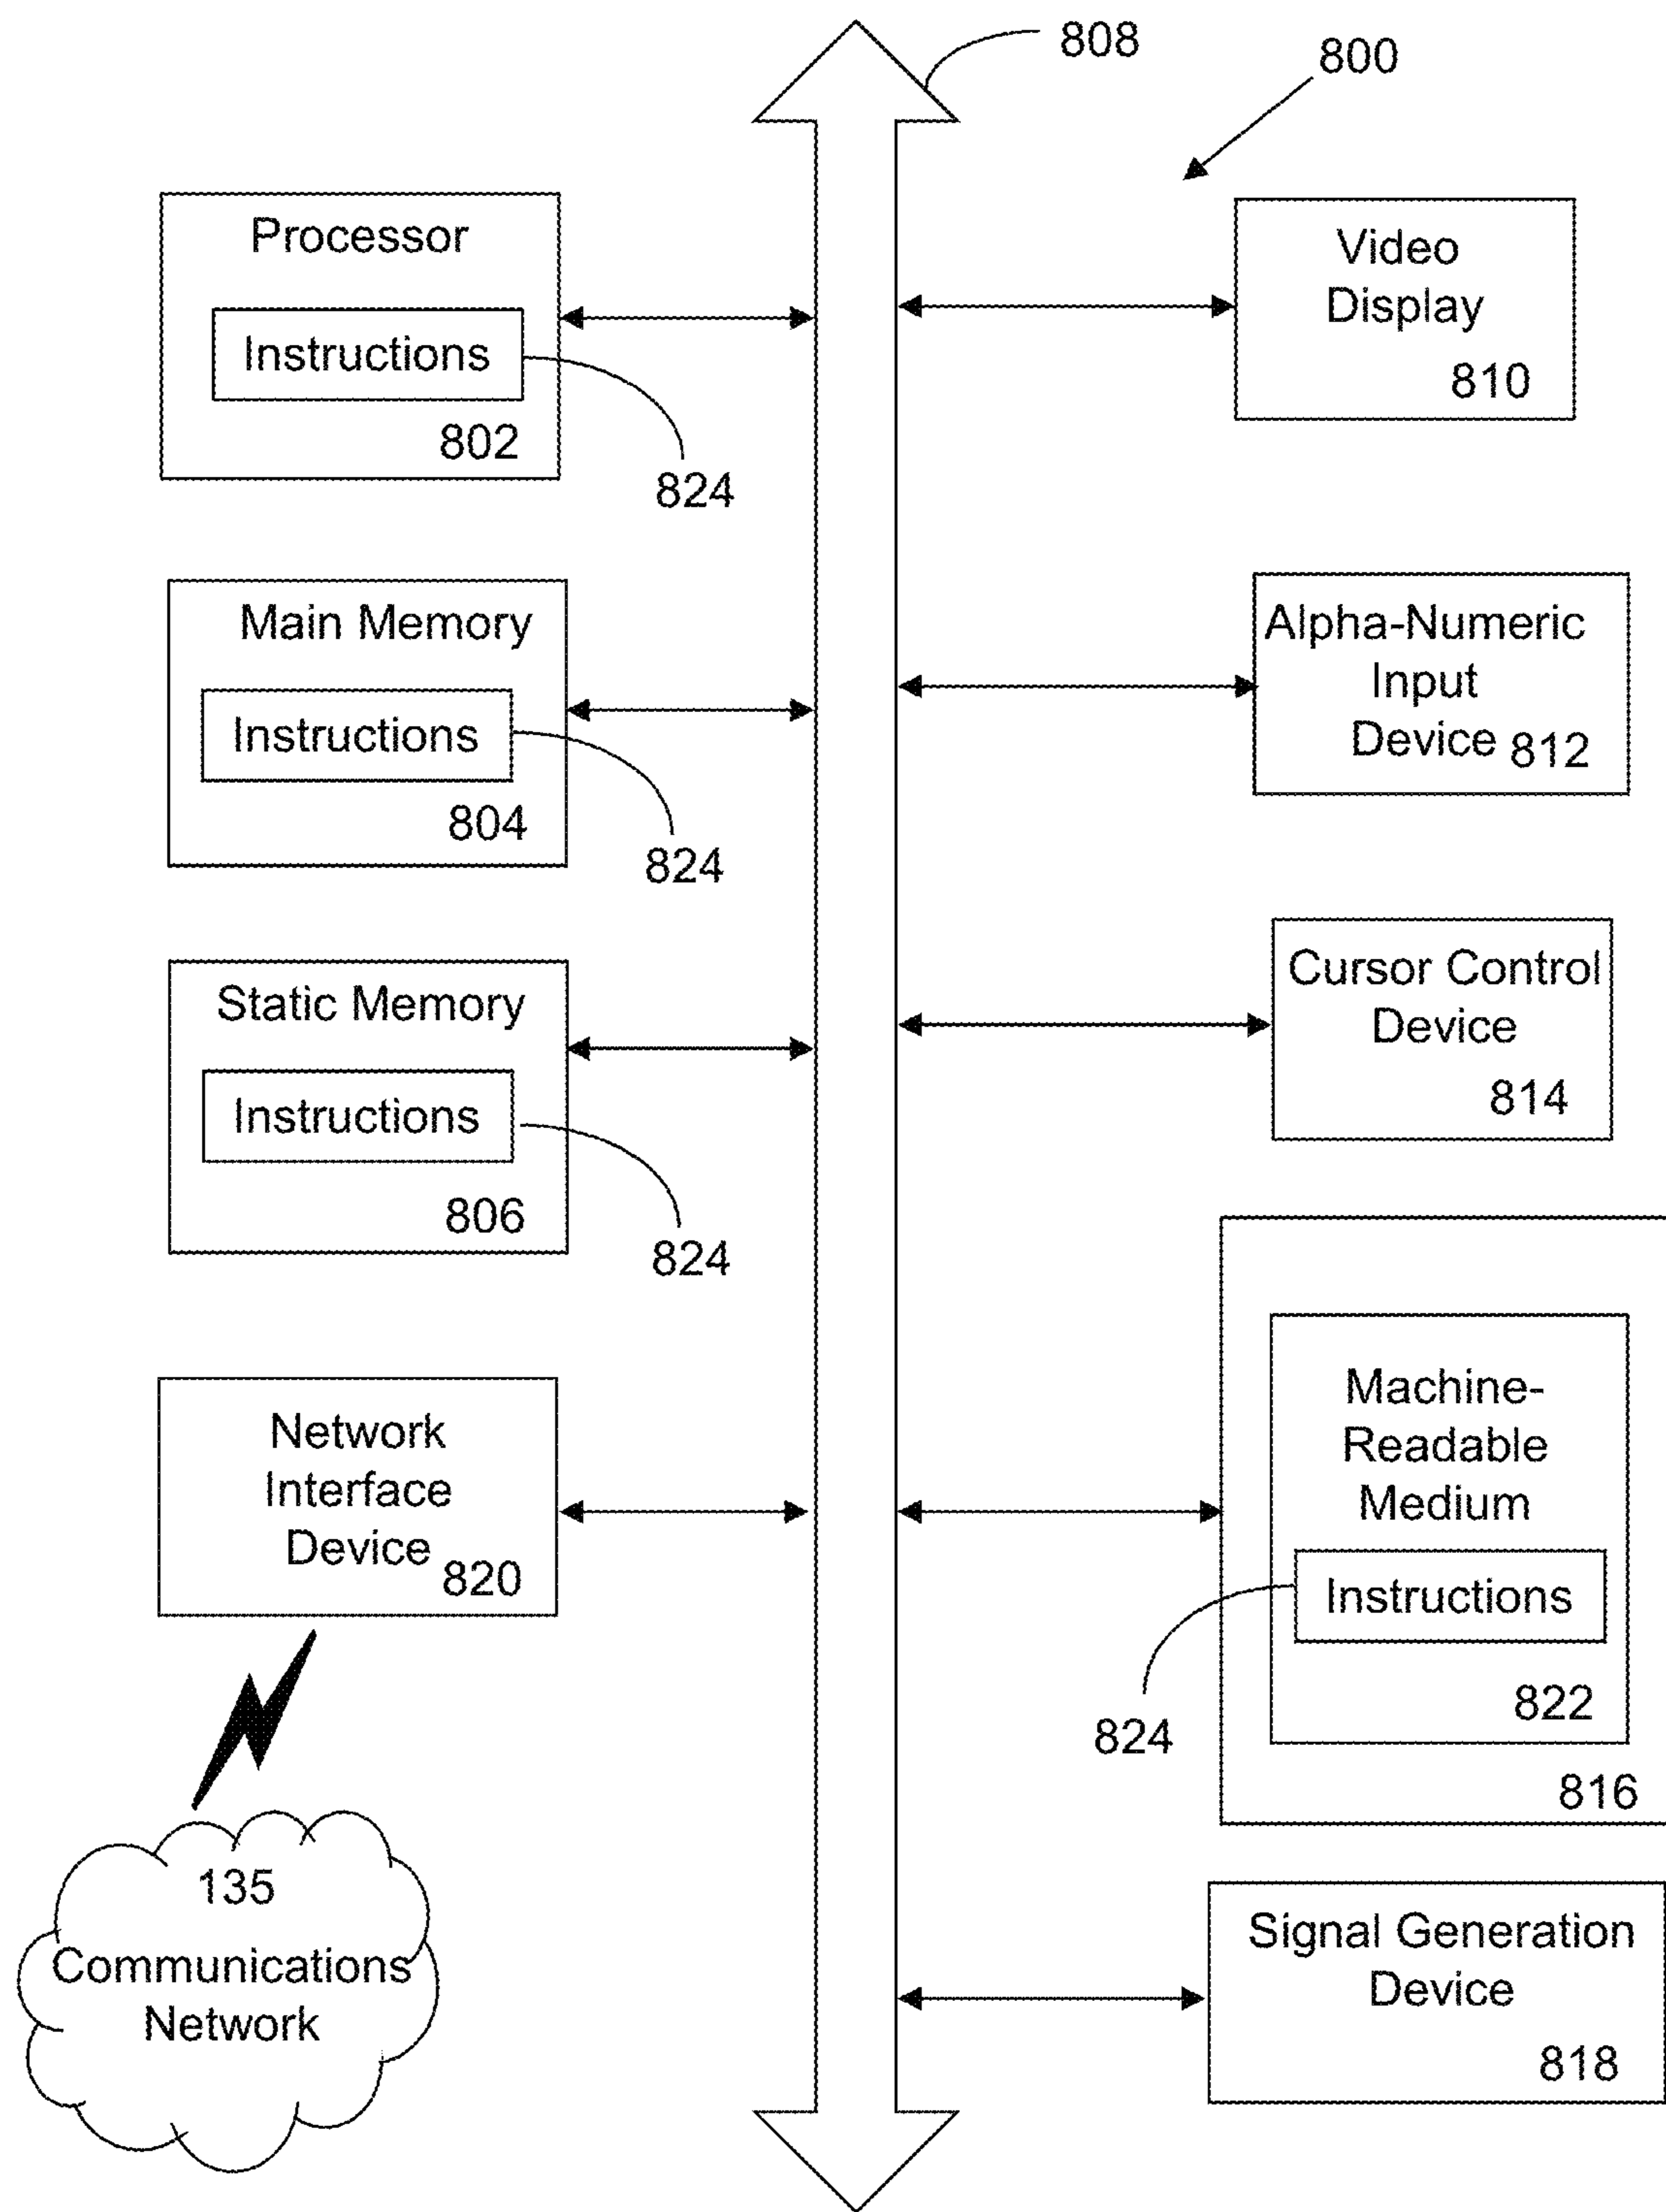 808
800
Processor
Instructions
802
824
Video
Display
810
Main Memory
Instructions
804
824
Alpha-Numeric
Input
Device 812
Static Memory
Instructions
806
824
Cursor Control
Device
814
Network
Interface
Device
820
Machine-
Readable
Medium
Instructions
822
824
816
135
Communications
Network
Signal Generation
Device
818